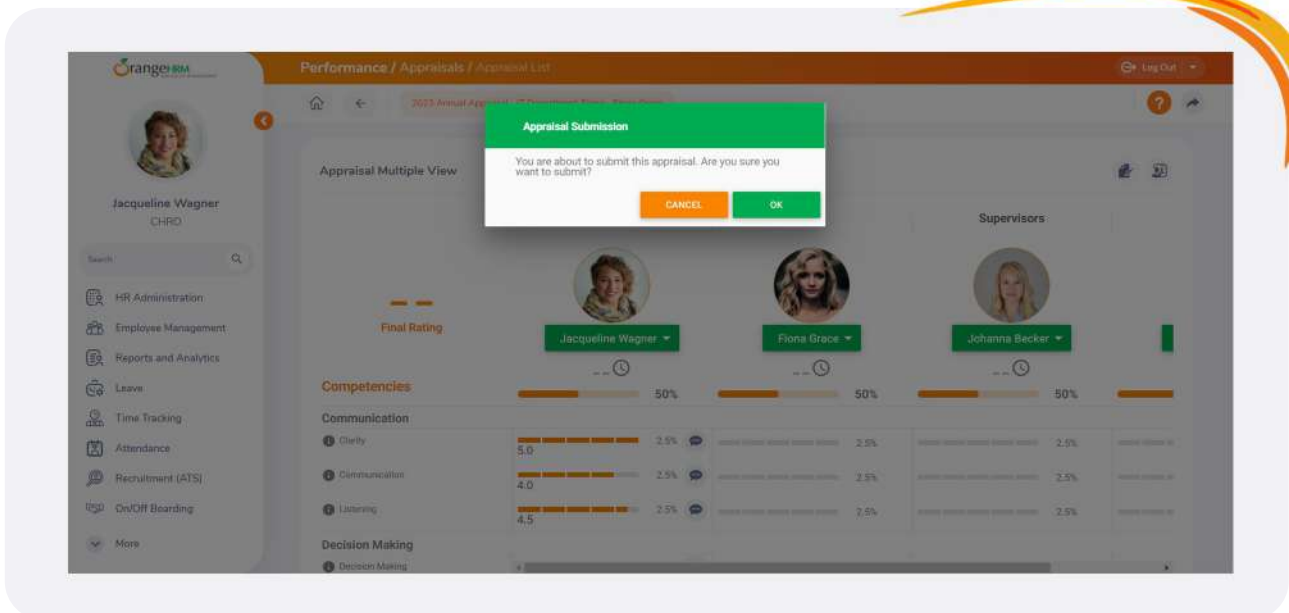 OrangeHRM
Performance / Appraisals / Appraisal List
Log Out
2023 Annual Appraisal
Appraisal Submission
You are about to submit this appraisal. Are you sure you
want to submit?
CANCEL
OK
Appraisal Multiple View
Jacqueline Wagner
CHRO
Search
HR Administration
Employee Management
Reports and Analytics
Leave
Time Tracking
Attendance
Recruitment (ATS)
On/Off Boarding
More
Supervisors
Final Rating
Jacqueline Wagner
Fiona Grace
Johanna Becker
Competencies
50%
50%
50%
Communication
Clarity
5.0
2.5%
2.5%
2.5%
Communication
4.0
2.5%
2.5%
2.5%
Listening
4.5
2.5%
2.5%
2.5%
Decision Making
Decision Making